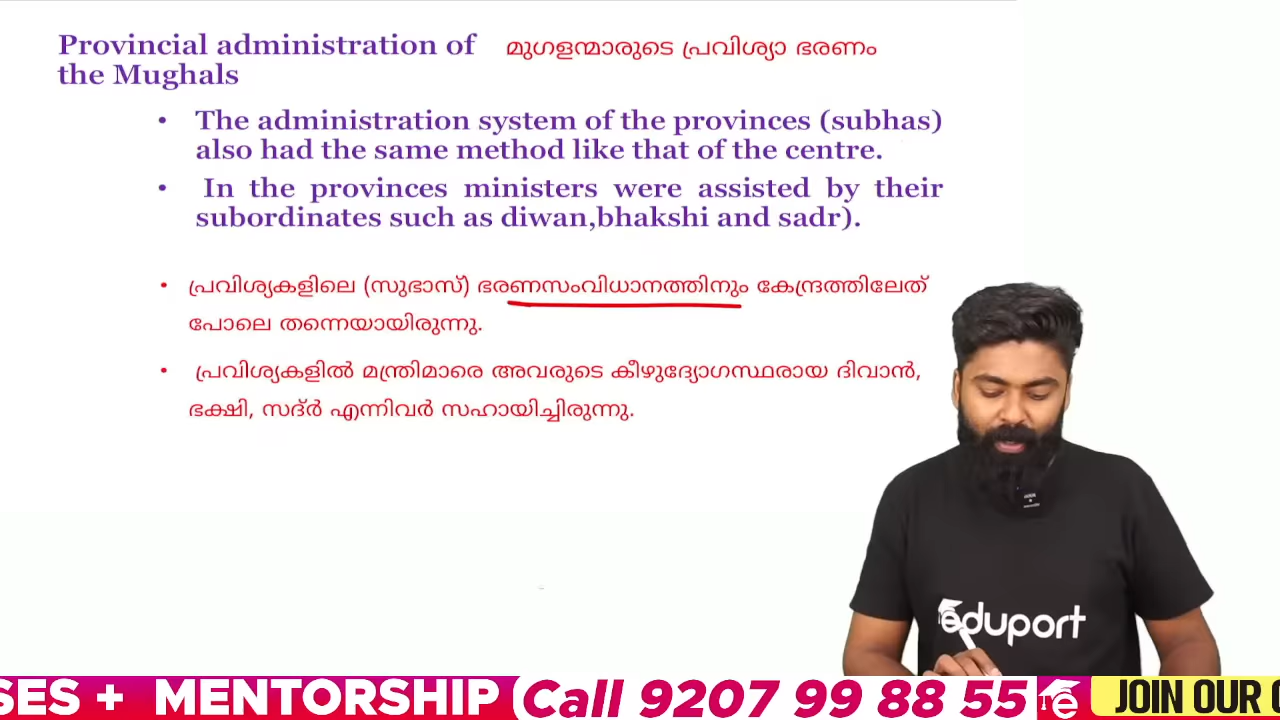 Provincial administration of
the Mughals
മുഗളന്മാരുടെ പ്രവിശ്യാ ഭരണം
• The administration system of the provinces (subhas)
also had the same method like that of the centre.
• In the provinces ministers were assisted by their
subordinates such as diwan,bhakshi and sadr).
• പ്രവിശ്യകളിലെ (സുഭാസ്) ഭരണസംവിധാനത്തിനും കേന്ദ്രത്തിലേത്
പോലെ തന്നെയായിരുന്നു.
• പ്രവിശ്യകളിൽ മന്ത്രിമാരെ അവരുടെ കീഴുദ്യോഗസ്ഥരായ ദിവാൻ,
ഭക്ഷി, സദ്ർ എന്നിവർ സഹായിച്ചിരുന്നു.
eduport
SES + MENTORSHIP Call 9207 99 88 55 e JOIN OUR